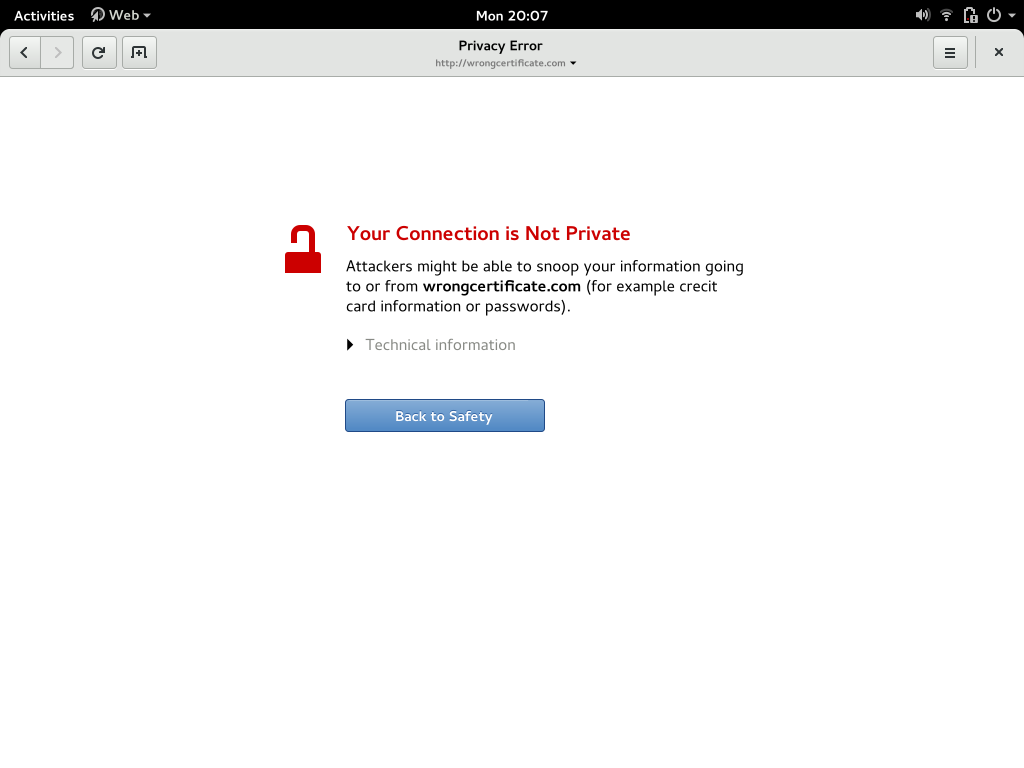 Activities Web Mon 20:07
Privacy Error
http://wrongcertificate.com
Your Connection is Not Private
Attackers might be able to snoop your information going
to or from wrongcertificate.com (for example crecit
card information or passwords).
Technical information
Back to Safety